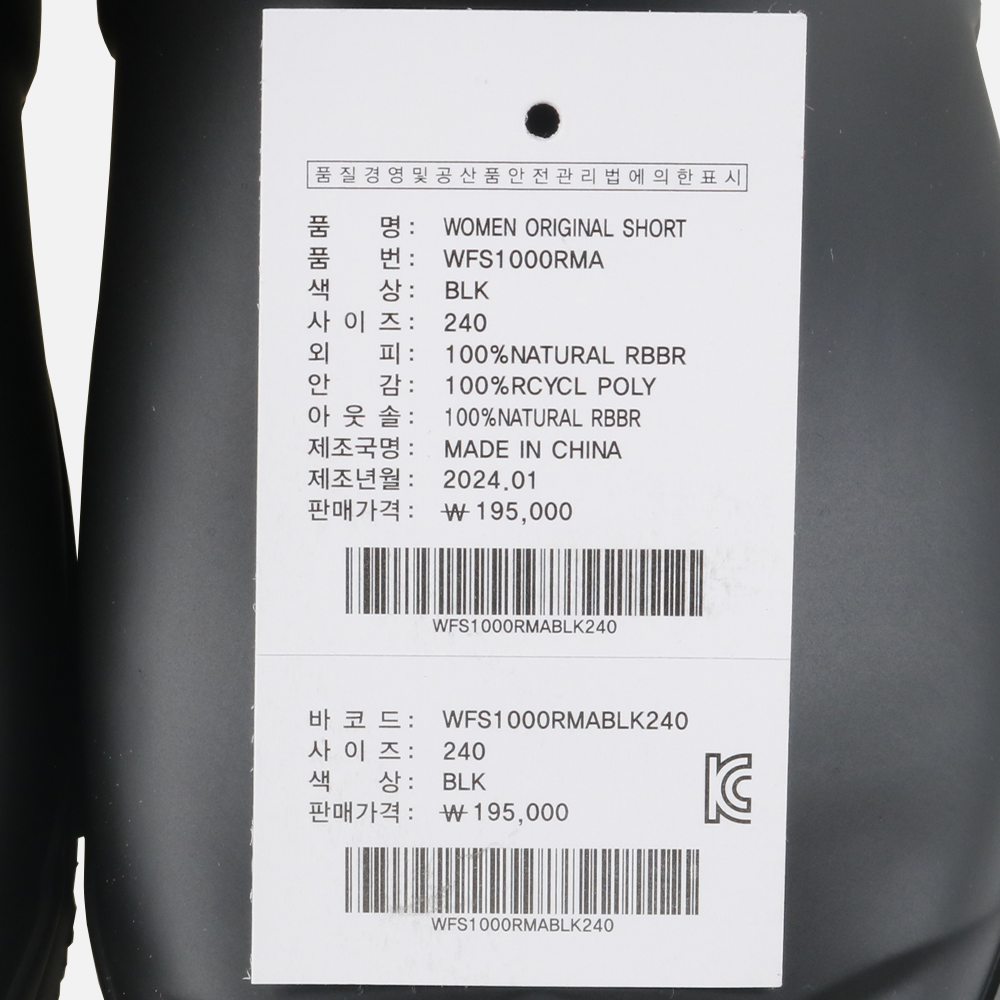 품질경영및공산품안전관리법에의한표시
품 명: WOMEN ORIGINAL SHORT
품 번: WFS1000RMA
색 상: BLK
사 이 즈: 240
외 피: 100%NATURAL RBBR
안 감: 100%RCYCL POLY
아 웃 솔: 100%NATURAL RBBR
제조국명: MADE IN CHINA
제조년월: 2024.01
판매가격: ₩ 195,000
WFS1000RMABLK240
바 코 드: WFS1000RMABLK240
사 이 즈: 240
색 상: BLK
판매가격: ₩ 195,000
KC
WFS1000RMABLK240